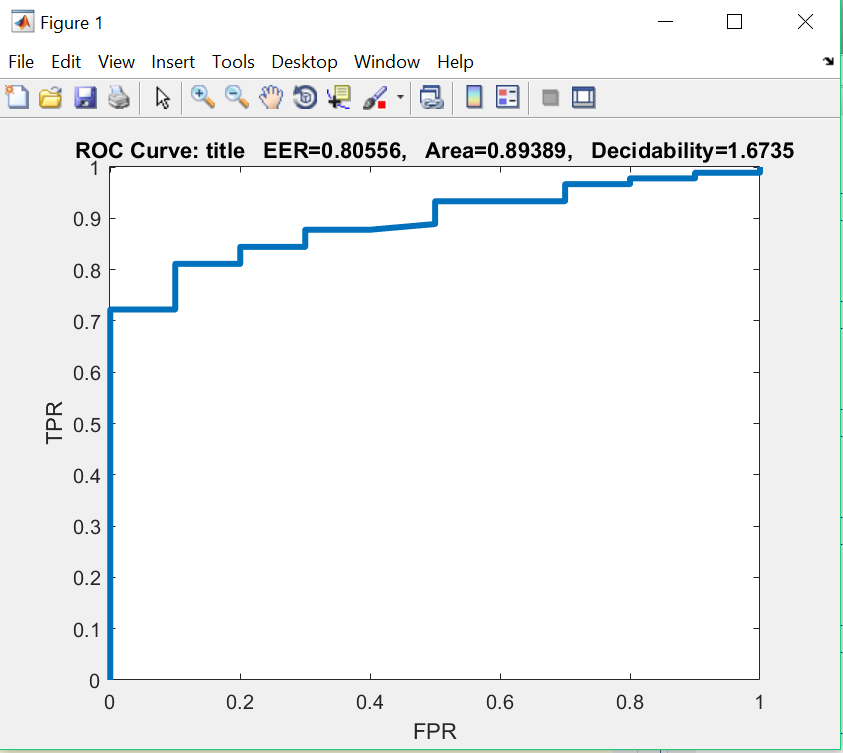 Figure 1
File Edit View Insert Tools Desktop Window Help
ROC Curve: title EER=0.80556, Area=0.89389, Decidability=1.6735
1
0.9
0.8
0.7
0.6
0.5
0.4
0.3
0.2
0.1
0
TPR
0 0.2 0.4 0.6 0.8 1
FPR